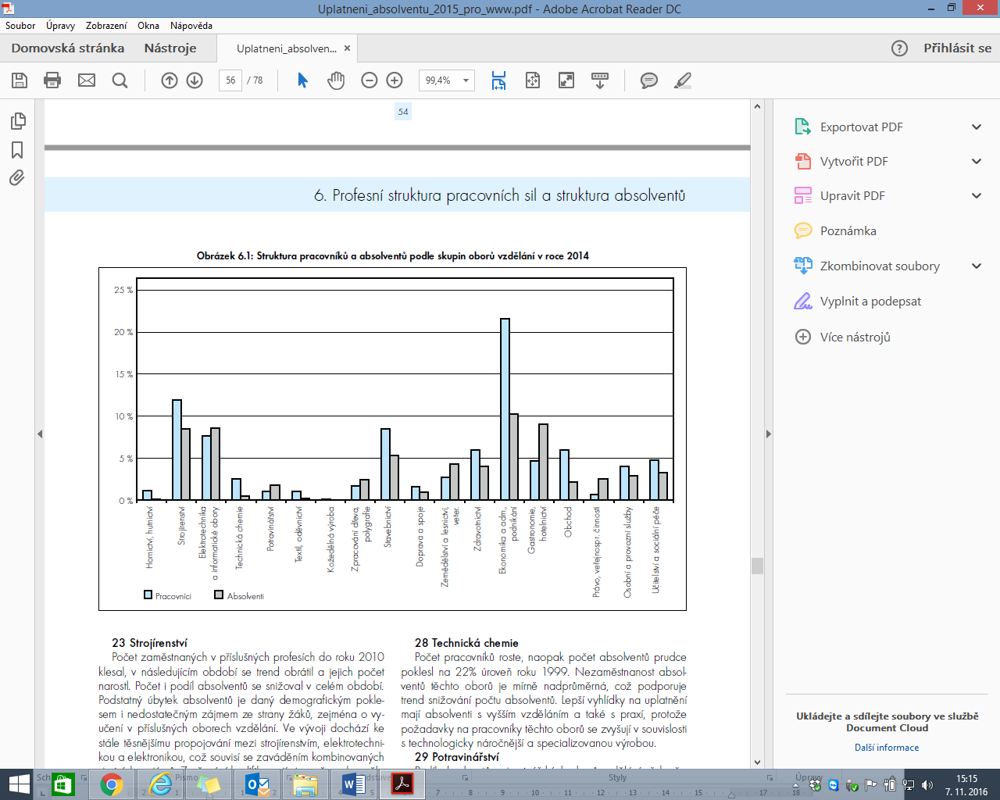 Uplatneni_absolventu_2015_pro_www.pdf - Adobe Acrobat Reader DC
Soubor Úpravy Zobrazení Okna Nápověda
Domovská stránka Nástroje Uplatneni_absolven... × Přihlásit se
56 / 78 99,4%
54
6. Profesní struktura pracovních sil a struktura absolventů
Obrázek 6.1: Struktura pracovníků a absolventů podle skupin oborů vzdělání v roce 2014
25 %
20 %
15 %
10 %
5 %
0 %
Hornictví, hutnictví
Strojírenství
Elektrotechnika
a informatické obory
Technická chemie
Potravinářství
Textil, oděvnictví
Kožedělná výroba
Zpracování dřeva,
polygrafie
Stavebnictví
Doprava a spoje
Zemědělství a lesnictví,
veter.
Zdravotnictví
Ekonomika a adm.,
podnikání
Gastronomie,
hotelnictví
Obchod
Právo, veřejnospr. činnosti
Osobní a provozní služby
Učitelství a sociální péče
Pracovníci Absolventi
23 Strojírenství
Počet zaměstnaných v příslušných profesích do roku 2010
klesal, v následujícím období se trend obrátil a jejich počet
narostl. Počet i podíl absolventů se snižoval v celém období.
Podstatný úbytek absolventů je daný demografickým pokle-
sem i nedostatečným zájmem ze strany žáků, zejména o vy-
učení v příslušných oborech vzdělání. Ve vývoji dochází ke
stále těsnějšímu propojování mezi strojírenstvím, elektrotechni-
kou a elektronikou, což souvisí se zaváděním kombinovaných
28 Technická chemie
Počet pracovníků roste, naopak počet absolventů prudce
poklesl na 22% úroveň roku 1999. Nezaměstnanost absol-
ventů těchto oborů je mírně nadprůměrná, což podporuje
trend snižování počtu absolventů. Lepší vyhlídky na uplatnění
mají absolventi s vyšším vzděláním a také s praxí, protože
požadavky na pracovníky těchto oborů se zvyšují v souvislosti
s technologicky náročnější a specializovanou výrobou.
29 Potravinářství
Exportovat PDF
Vytvořit PDF
Upravit PDF
Poznámka
Zkombinovat soubory
Vyplnit a podepsat
Více nástrojů
Ukládejte a sdílejte soubory ve službě
Document Cloud
Další informace
Písmo Styly Úpravy
15:15
7. 11. 2016